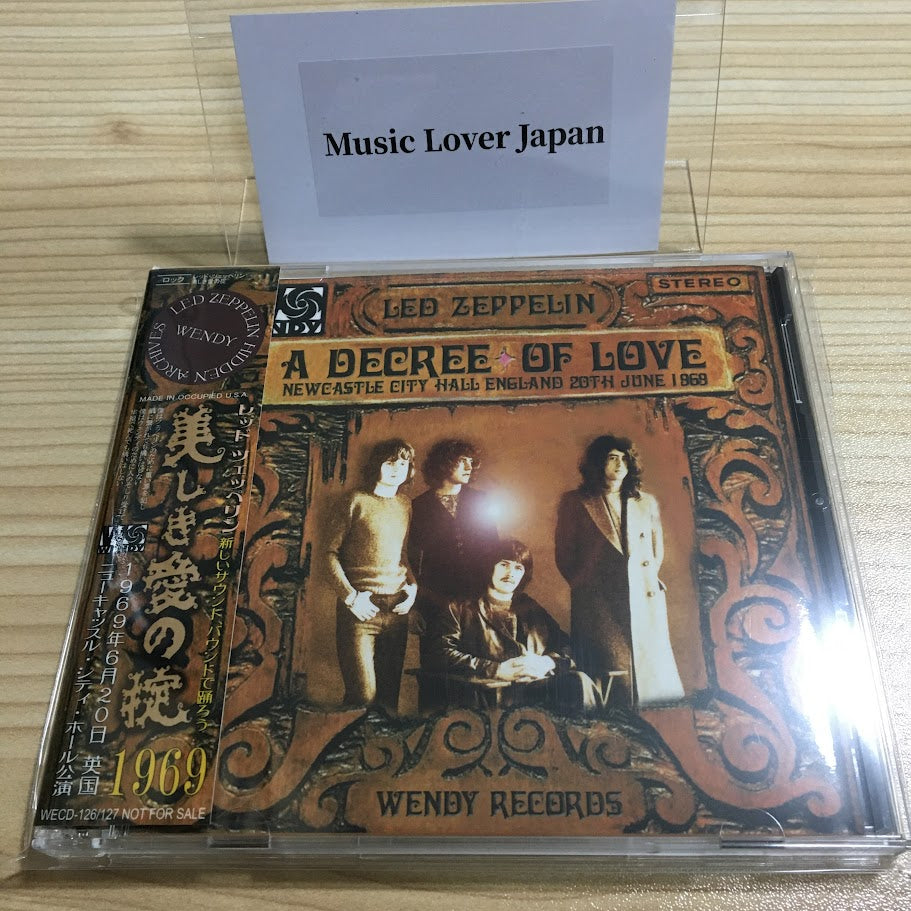 Music Lover Japan
ロック
LED ZEPPELIN HIDDEN ARCHIVES
WENDY
MADE IN OCCUPIED U.S.A
美しき愛の掟
レッド・ツェッペリン
新しいサウンド、バウンドで踊ろう
1969年6月20日 英国
ニューキャッスル・シティ・ホール公演
1969
WECD-126/127 NOT FOR SALE
NDY
LED ZEPPELIN
STEREO
A DECREE OF LOVE
NEWCASTLE CITY HALL ENGLAND 20TH JUNE 1969
WENDY RECORDS